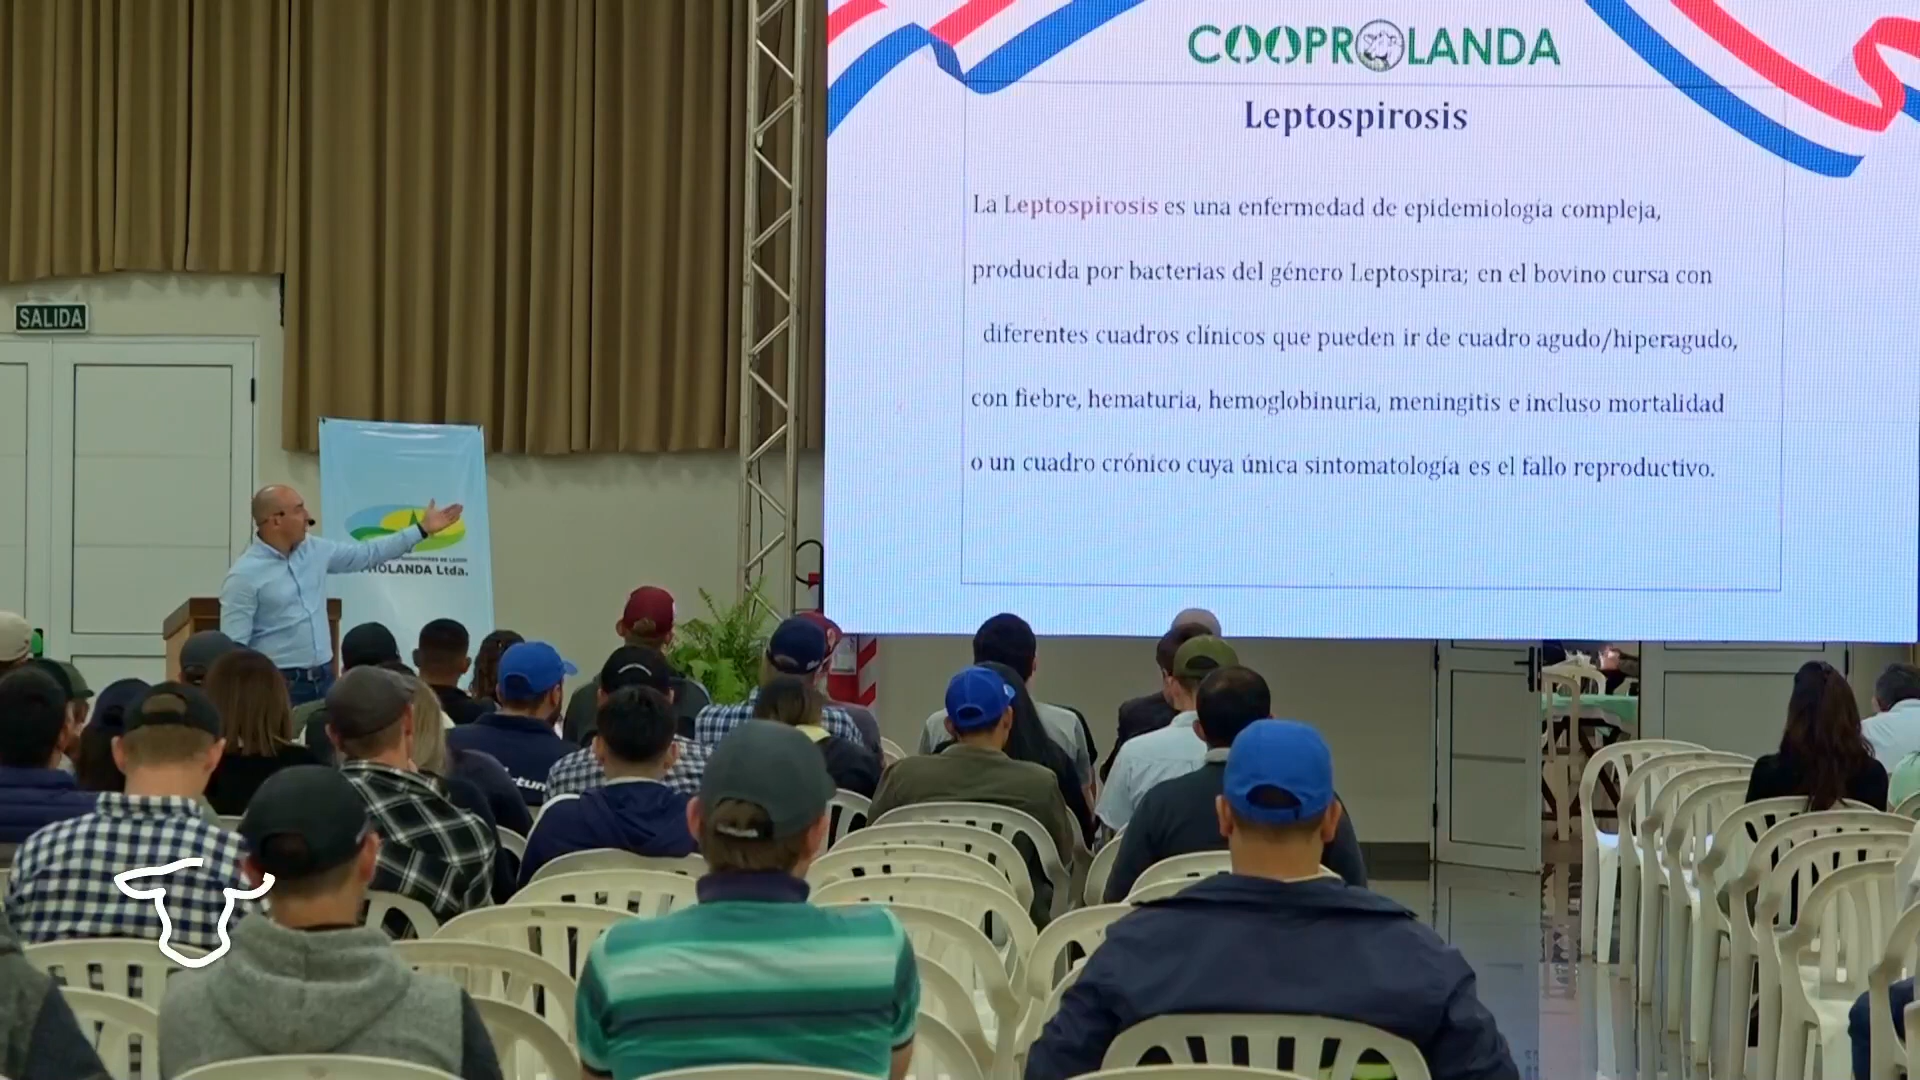 COOPROLANDA
Leptospirosis
La Leptospirosis es una enfermedad de epidemiología compleja,
producida por bacterias del género Leptospira; en el bovino cursa con
diferentes cuadros clínicos que pueden ir de cuadro agudo/hiperagudo,
con fiebre, hematuria, hemoglobinuria, meningitis e incluso mortalidad
o un cuadro crónico cuya única sintomatología es el fallo reproductivo.
SALIDA
OLANDA Ltda.